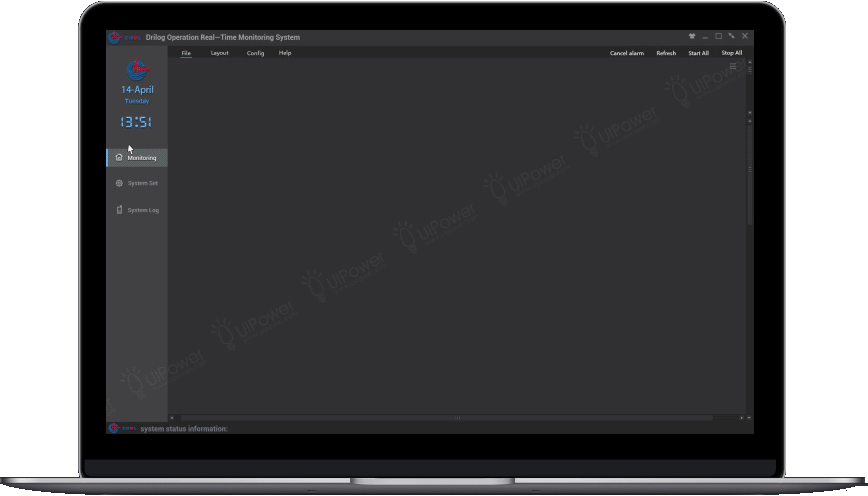 Drilog Operation Real—Time Monitoring System
File Layout Config Help Cancel alarm Refresh Start All Stop All
14-April
Tuesday
13:51
Monitoring
System Set
System Log
UiPower
UiPower
UiPower
UiPower
UiPower
UiPower
UiPower
system status information: